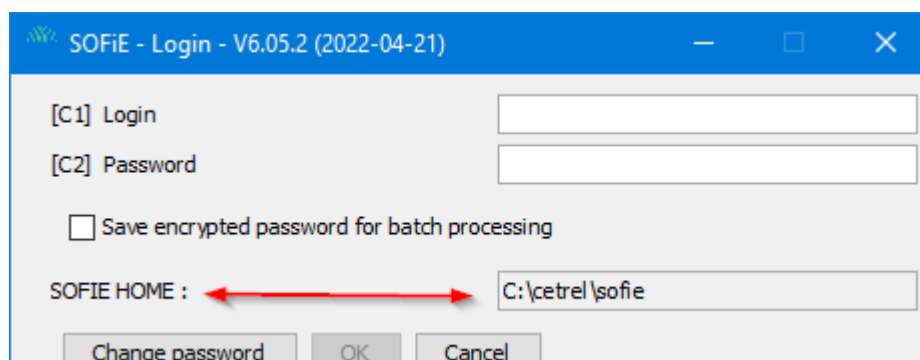 SOFiE - Login - V6.05.2 (2022-04-21)
[C1] Login
[C2] Password
Save encrypted password for batch processing
SOFIE HOME : C:\cetrel\sofie
Change password OK Cancel